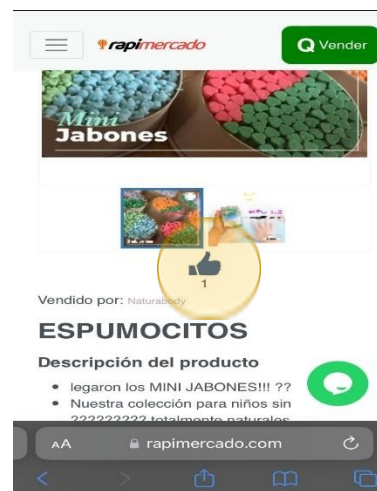 rapimercado
Vender
Mini
Jabones
1
Vendido por: Naturabody
ESPUMOCITOS
Descripción del producto
legaron los MINI JABONES!!! ??
Nuestra colección para niños sin
????????? totalmente naturales
AA rapimercado.com